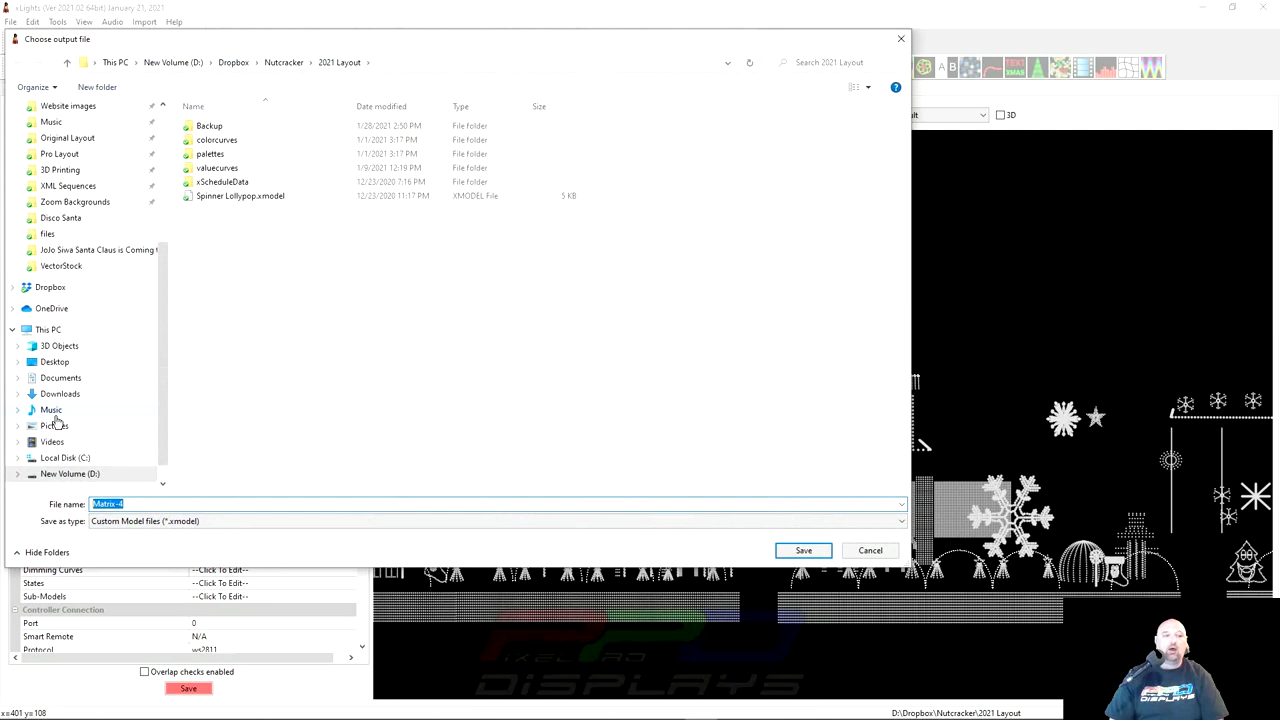 xLights (Ver 2021 02 64bit) January 21, 2021
File Edit Tools View Audio Import Help
Choose output file
This PC > New Volume (D:) > Dropbox > Nutcracker > 2021 Layout >
Search 2021 Layout
Organize New folder
Name Date modified Type Size
Website images
Music
Original Layout
Pro Layout
3D Printing
XML Sequences
Zoom Backgrounds
Disco Santa
files
JoJo Siwa Santa Claus is Coming
VectorStock
Dropbox
OneDrive
This PC
3D Objects
Desktop
Documents
Downloads
Music
Pictures
Videos
Local Disk (C:)
New Volume (D:)
Backup 1/28/2021 2:50 PM File folder
colorcurves 1/1/2021 3:17 PM File folder
palettes 1/1/2021 3:17 PM File folder
valuecurves 1/9/2021 12:19 PM File folder
xScheduleData 12/23/2020 7:16 PM File folder
Spinner Lollypop.xmodel 12/23/2020 11:17 PM XMODEL File 5 KB
File name: Matrix-4
Save as type: Custom Model files (*.xmodel)
Hide Folders
Save Cancel
A B
TEXT XMAS
3D
Dimming Curves --Click To Edit--
States --Click To Edit--
Sub-Models --Click To Edit--
Controller Connection
Port 0
Smart Remote N/A
Protocol ws2811
Overlap checks enabled
Save
PPD
PIXEL PRO
DISPLAYS
x=401 y=108
D:\Dropbox\Nutcracker\2021 Layout